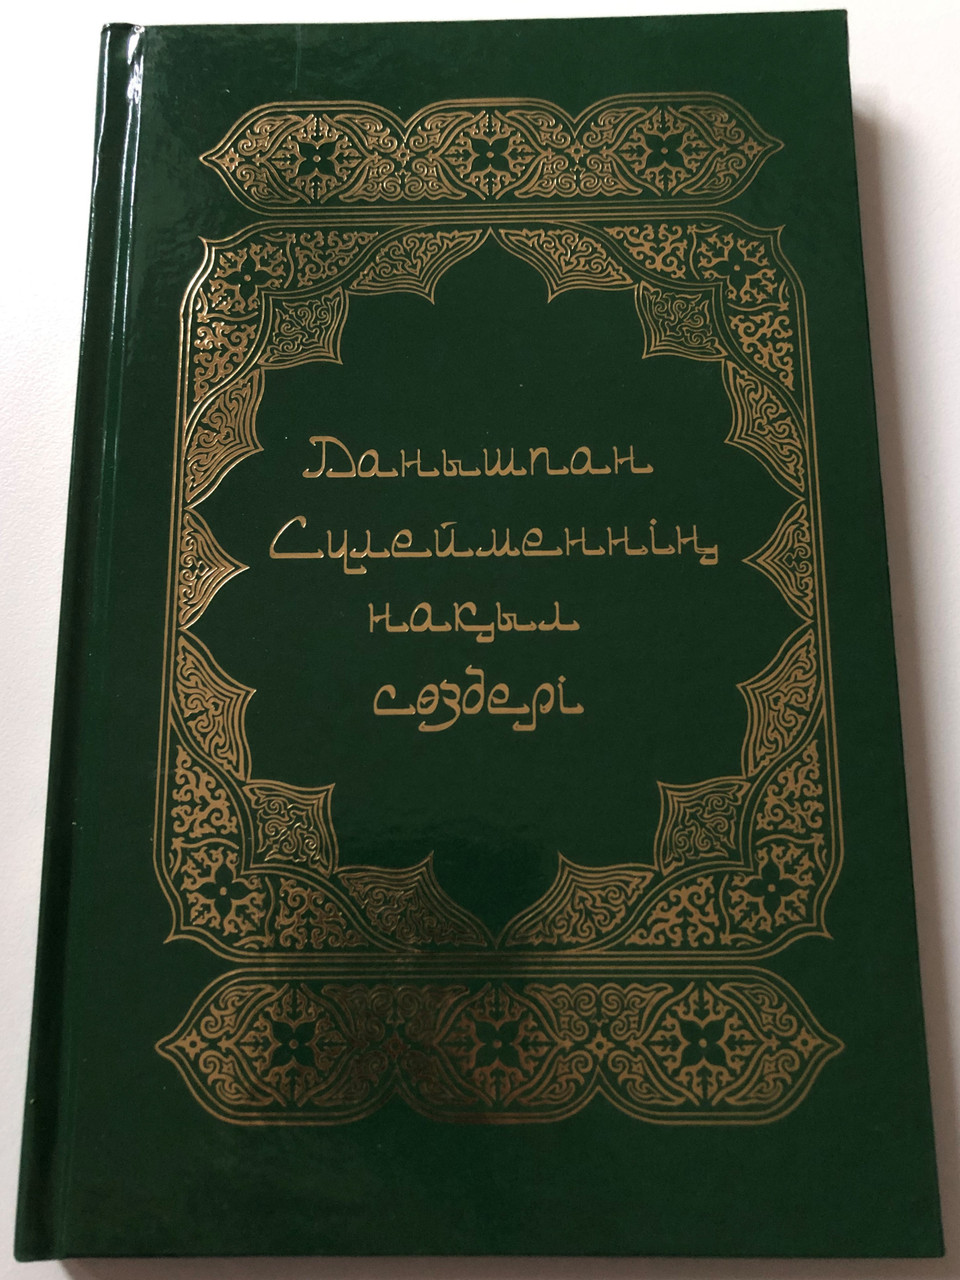 Данышпан
Сүлейменнің
нақыл
сөздері